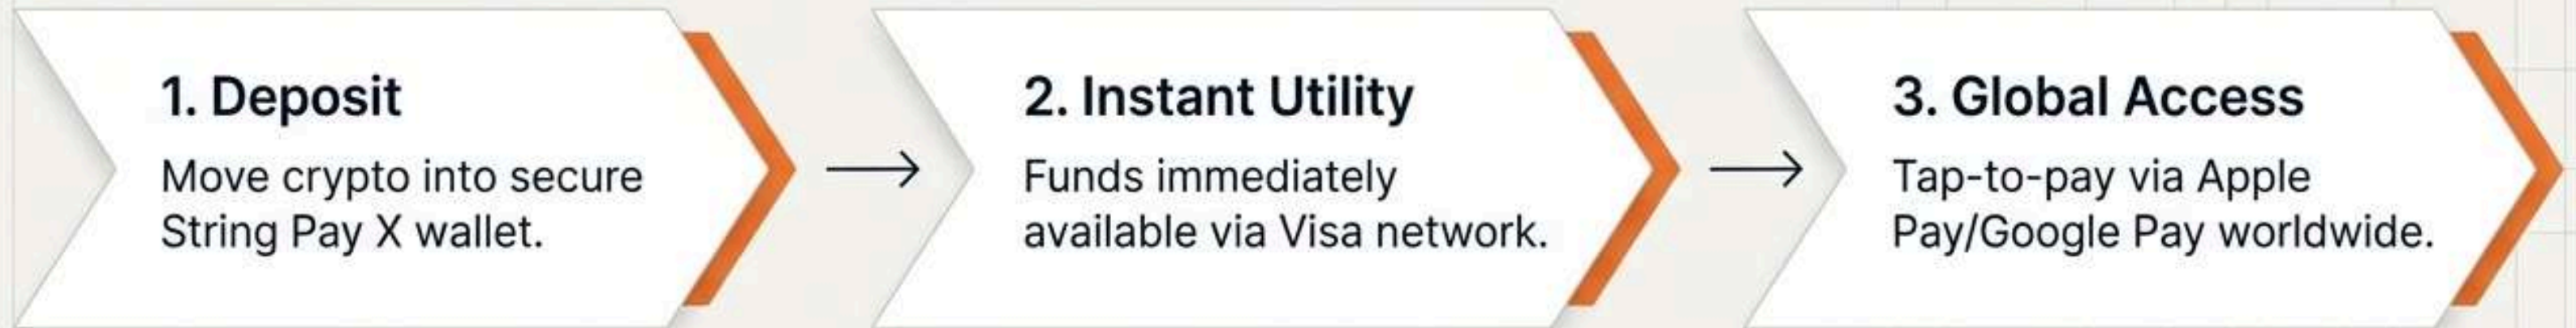 1. Deposit
Move crypto into secure
String Pay X wallet.
2. Instant Utility
Funds immediately
available via Visa network.
3. Global Access
Tap-to-pay via Apple
Pay/Google Pay worldwide.